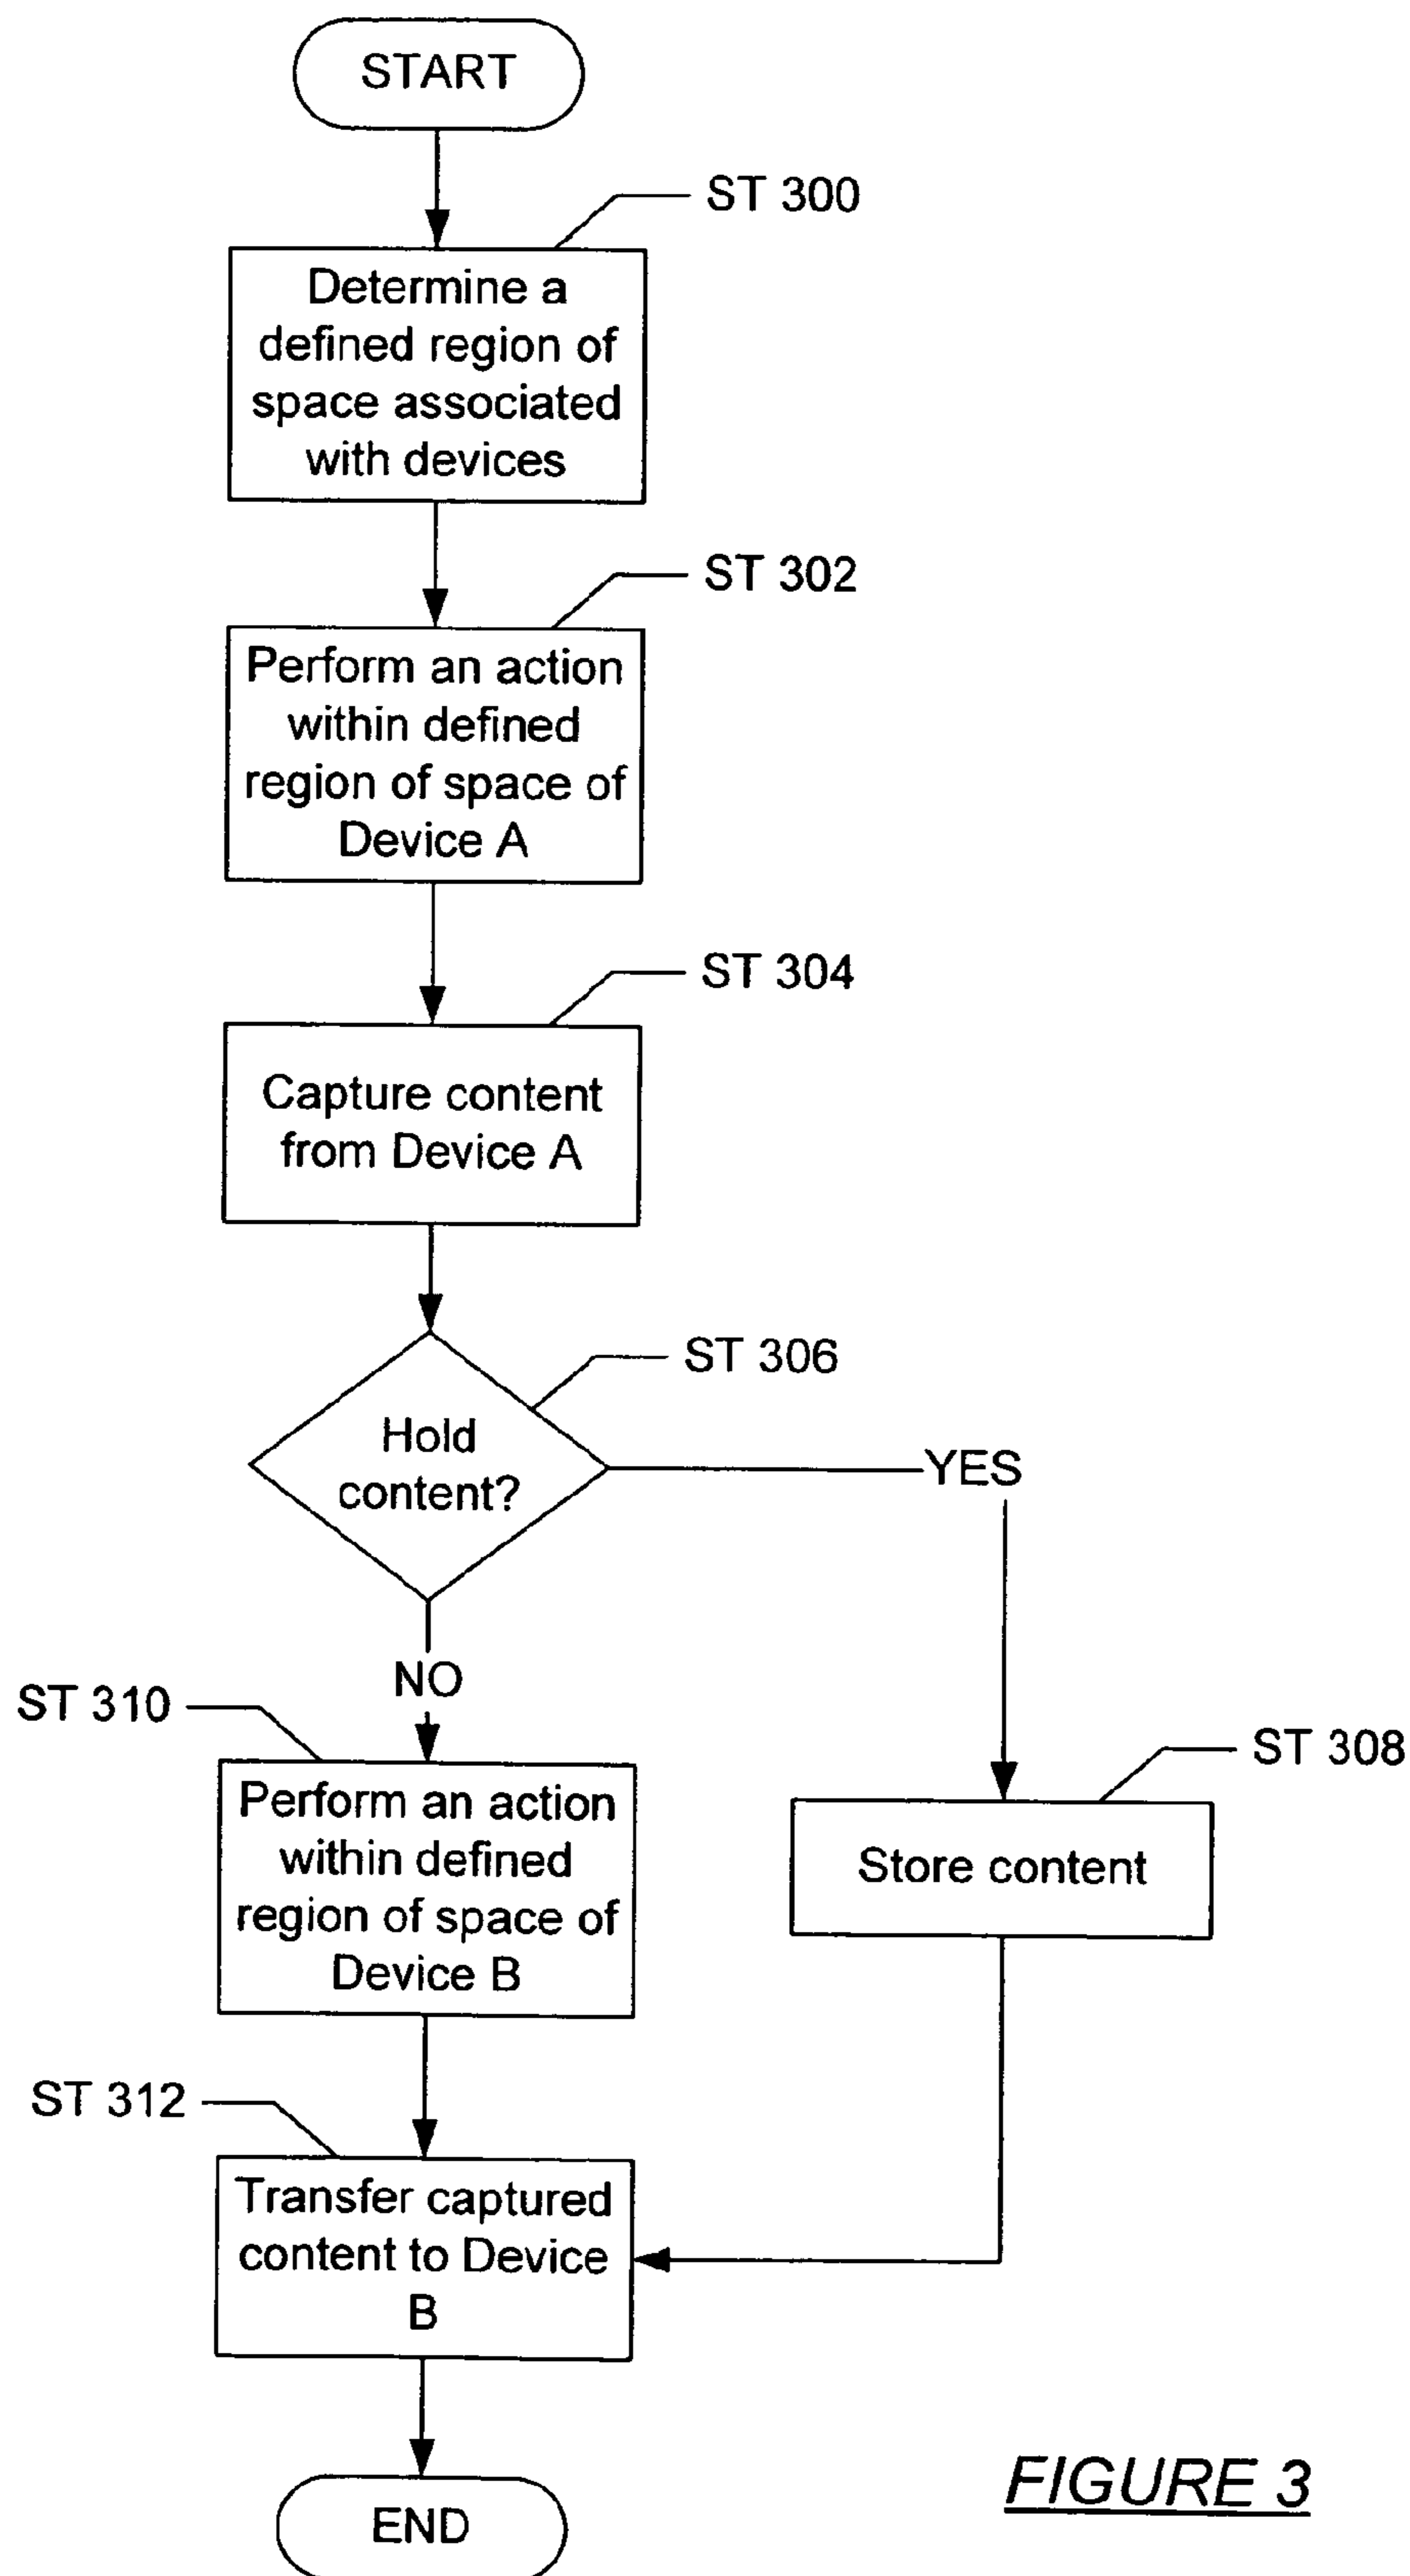 START
ST 300
Determine a
defined region of
space associated
with devices
ST 302
Perform an action
within defined
region of space of
Device A
ST 304
Capture content
from Device A
ST 306
Hold
content?
YES
NO
ST 310
Perform an action
within defined
region of space of
Device B
ST 308
Store content
ST 312
Transfer captured
content to Device
B
END
FIGURE 3